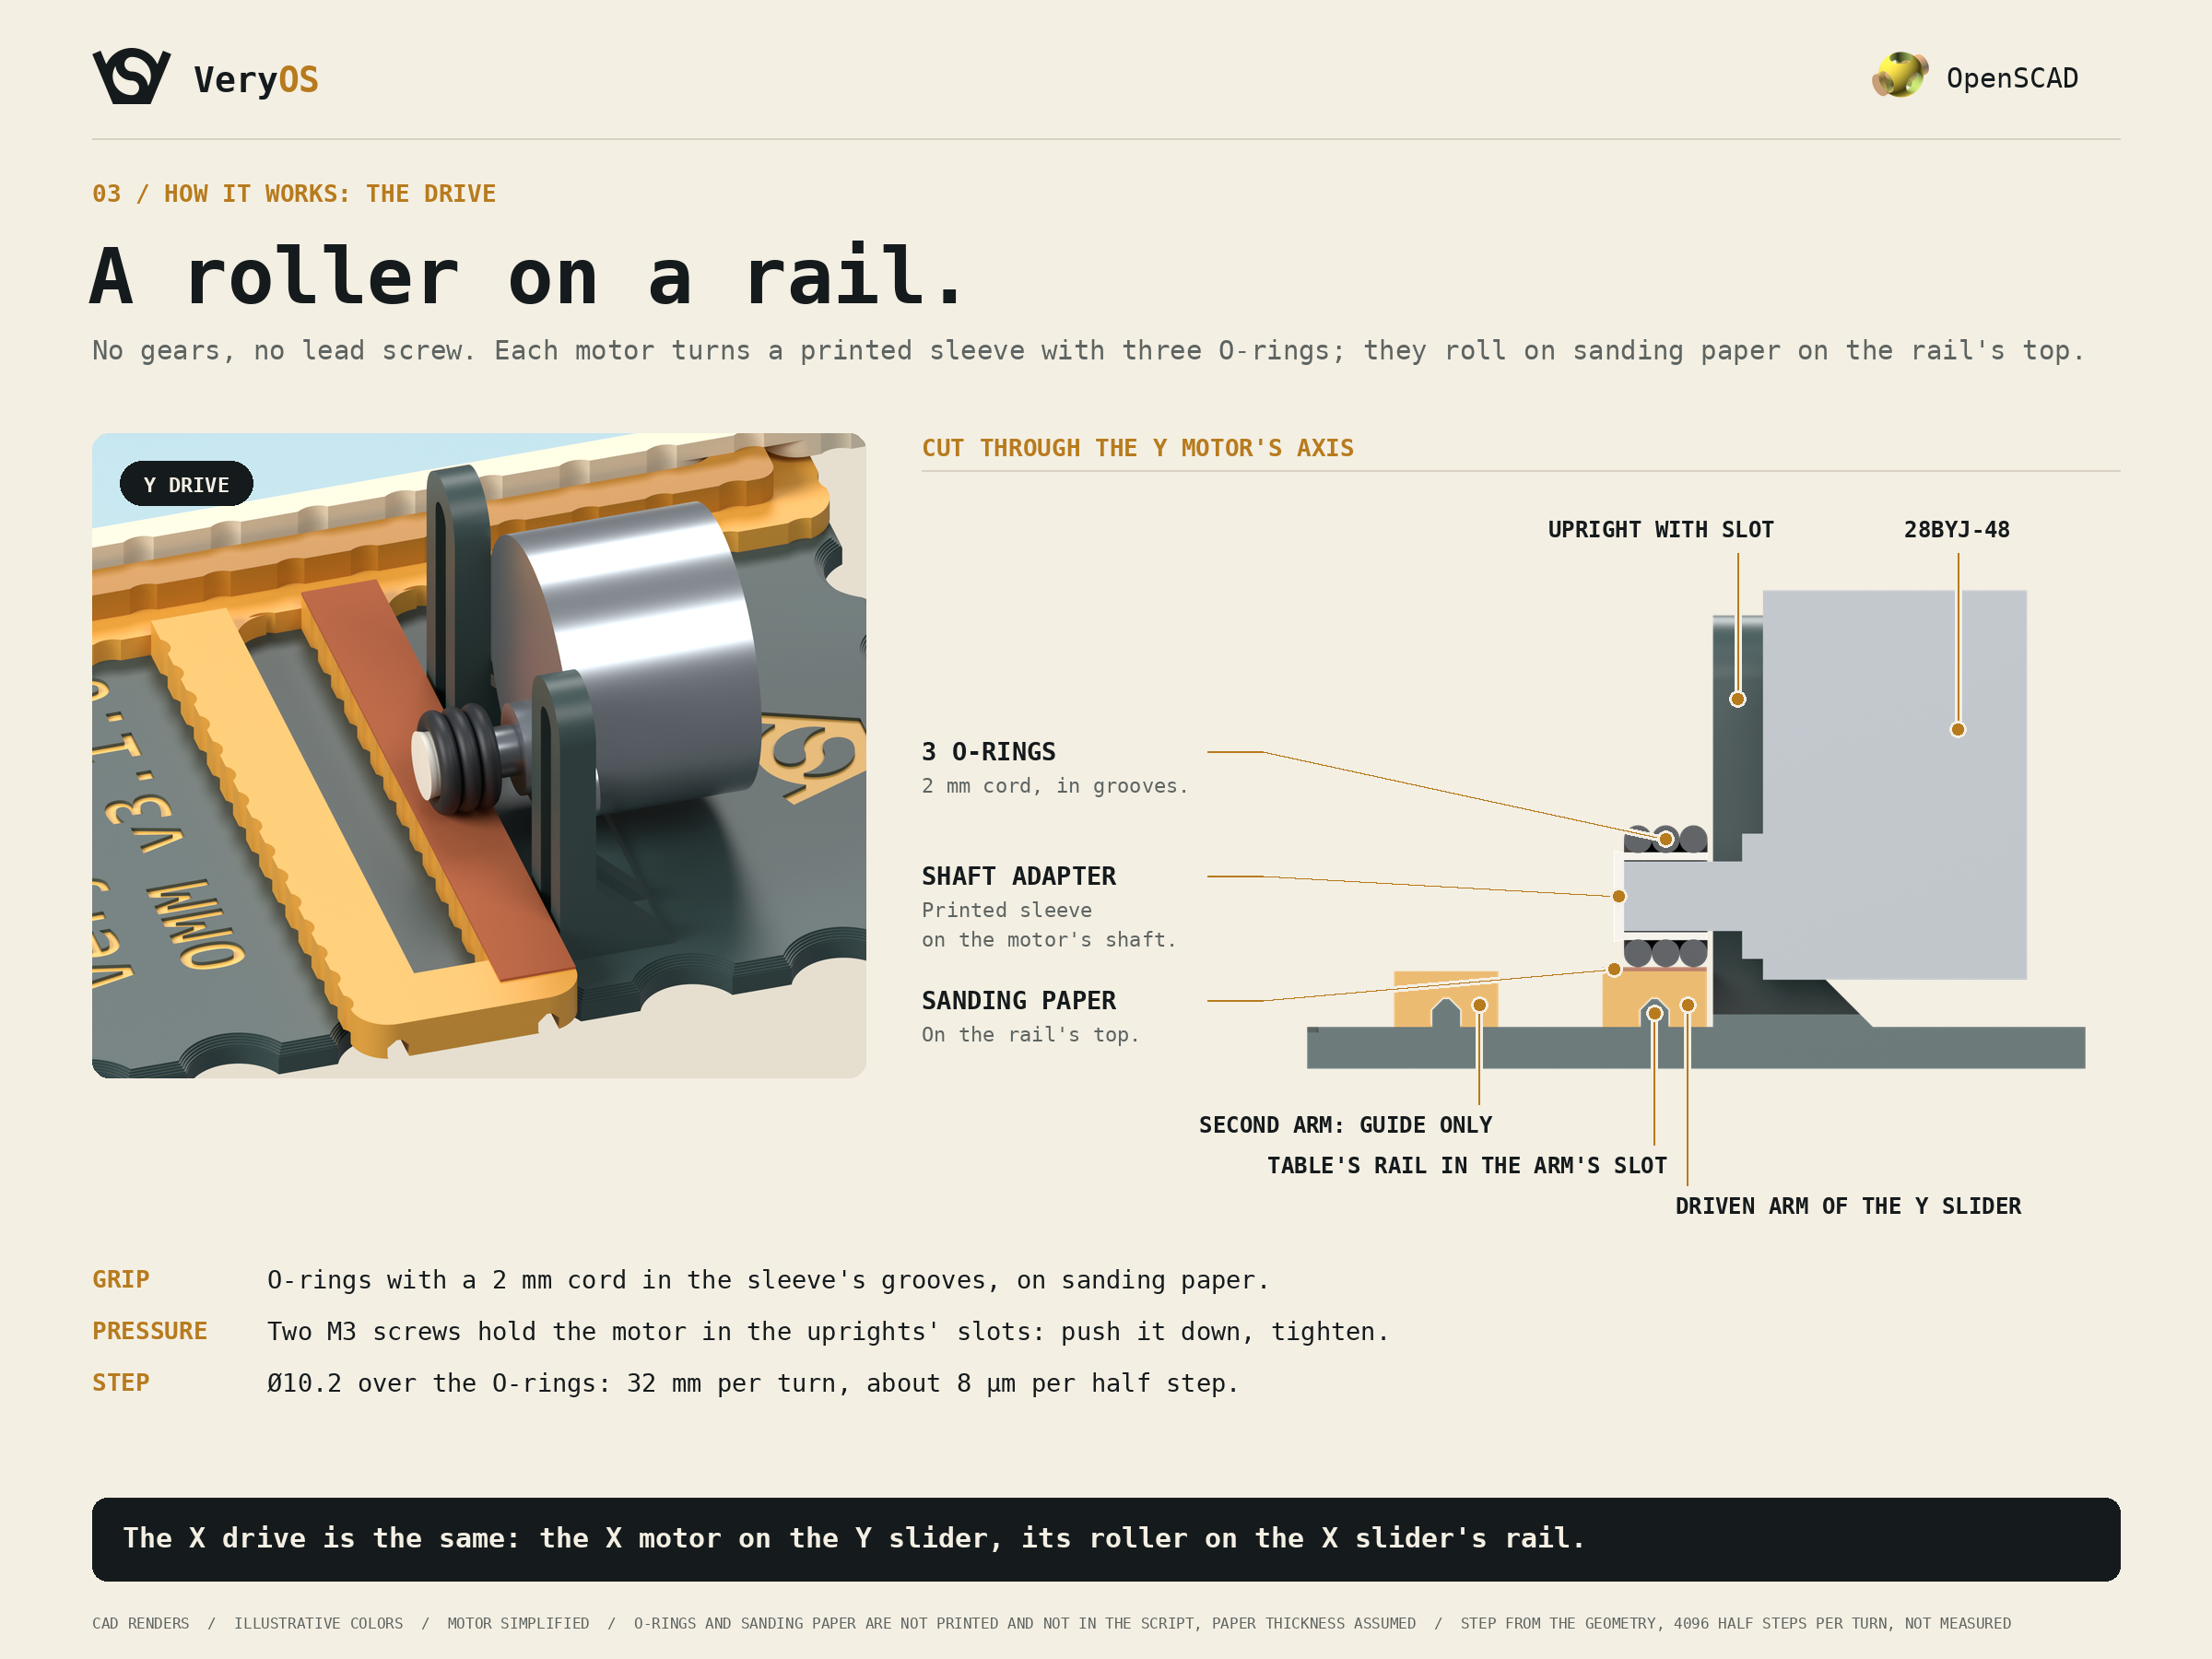 VeryOS
OpenSCAD
03 / HOW IT WORKS: THE DRIVE
A roller on a rail.
No gears, no lead screw. Each motor turns a printed sleeve with three O-rings; they roll on sanding paper on the rail's top.
Y DRIVE
CUT THROUGH THE Y MOTOR'S AXIS
UPRIGHT WITH SLOT
28BYJ-48
3 O-RINGS
2 mm cord, in grooves.
SHAFT ADAPTER
Printed sleeve
on the motor's shaft.
SANDING PAPER
On the rail's top.
SECOND ARM: GUIDE ONLY
TABLE'S RAIL IN THE ARM'S SLOT
DRIVEN ARM OF THE Y SLIDER
GRIP O-rings with a 2 mm cord in the sleeve's grooves, on sanding paper.
PRESSURE Two M3 screws hold the motor in the uprights' slots: push it down, tighten.
STEP Ø10.2 over the O-rings: 32 mm per turn, about 8 µm per half step.
The X drive is the same: the X motor on the Y slider, its roller on the X slider's rail.
CAD RENDERS / ILLUSTRATIVE COLORS / MOTOR SIMPLIFIED / O-RINGS AND SANDING PAPER ARE NOT PRINTED AND NOT IN THE SCRIPT, PAPER THICKNESS ASSUMED / STEP FROM THE GEOMETRY, 4096 HALF STEPS PER TURN, NOT MEASURED